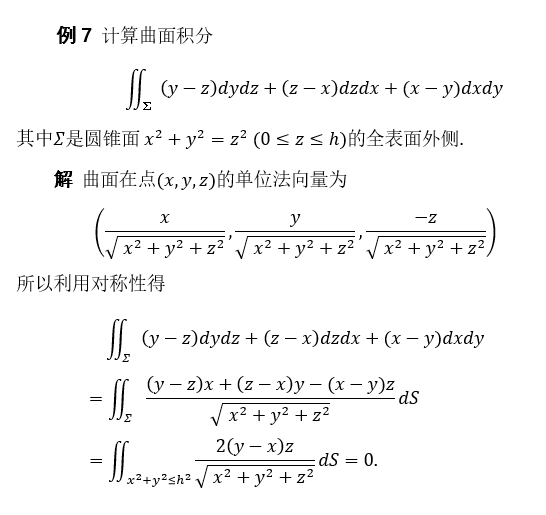 例 7 计算曲面积分
∬_Σ (y − z)dydz + (z − x)dzdx + (x − y)dxdy
其中Σ是圆锥面 x² + y² = z² (0 ≤ z ≤ h)的全表面外侧.
解 曲面在点(x, y, z)的单位法向量为
(x/√(x² + y² + z²), y/√(x² + y² + z²), −z/√(x² + y² + z²))
所以利用对称性得
∬_Σ (y − z)dydz + (z − x)dzdx + (x − y)dxdy
= ∬_Σ ((y − z)x + (z − x)y − (x − y)z)/√(x² + y² + z²) dS
= ∬_{x²+y²≤h²} 2(y − x)z/√(x² + y² + z²) dS = 0.